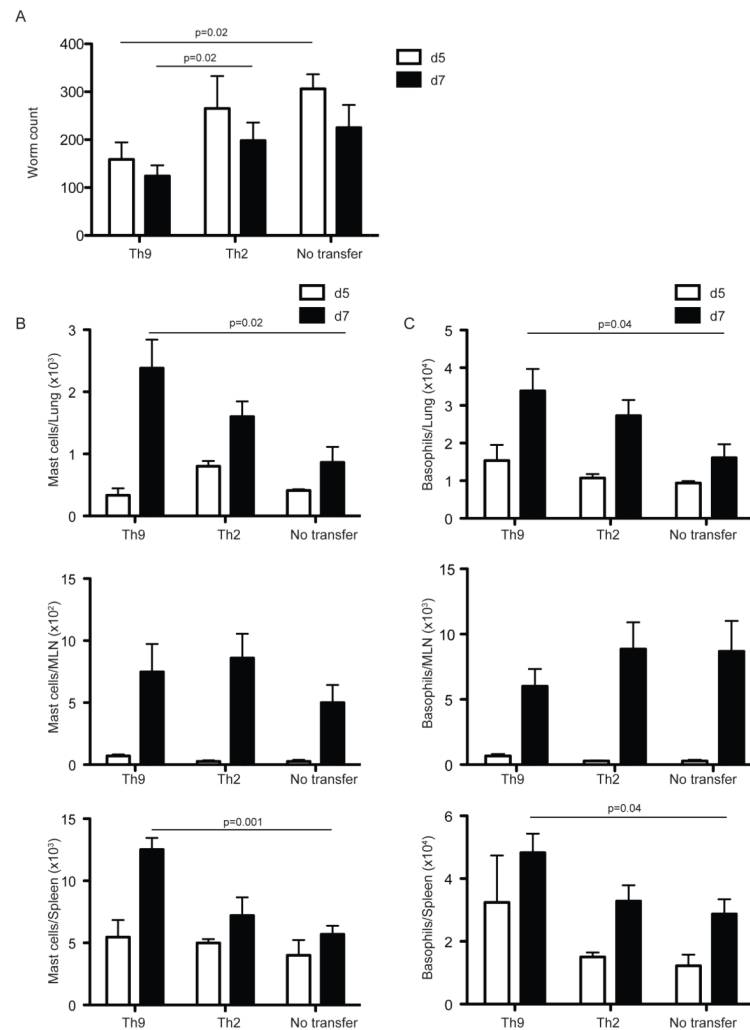 A
p=0.02
p=0.02
d5
d7
400
300
200
100
0
Worm count
Th9
Th2
No transfer
d5
d7
d5
d7
B
p=0.02
3
2
1
0
Mast cells/Lung (x10³)
Th9
Th2
No transfer
C
p=0.04
5
4
3
2
1
0
Basophils/Lung (x10⁴)
Th9
Th2
No transfer
15
10
5
0
Mast cells/MLN (x10²)
Th9
Th2
No transfer
15
10
5
0
Basophils/MLN (x10³)
Th9
Th2
No transfer
p=0.001
15
10
5
0
Mast cells/Spleen (x10³)
Th9
Th2
No transfer
p=0.04
6
4
2
0
Basophils/Spleen (x10⁴)
Th9
Th2
No transfer